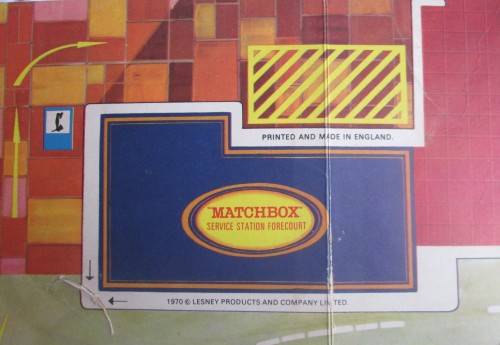 PRINTED AND MADE IN ENGLAND.
"MATCHBOX"
SERVICE STATION FORECOURT
1970 © LESNEY PRODUCTS AND COMPANY LIMITED.